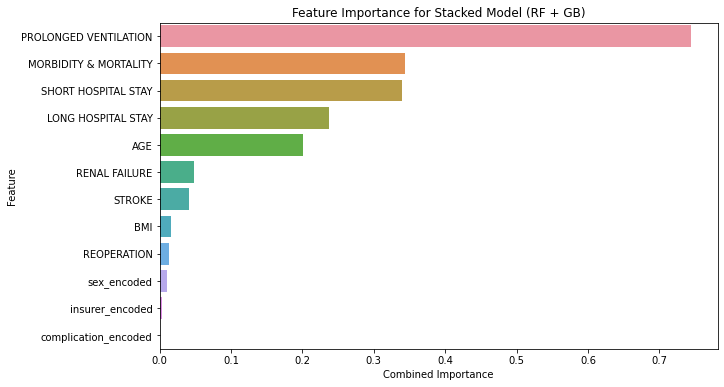 Feature Importance for Stacked Model (RF + GB)
PROLONGED VENTILATION
MORBIDITY & MORTALITY
SHORT HOSPITAL STAY
LONG HOSPITAL STAY
AGE
RENAL FAILURE
STROKE
BMI
REOPERATION
sex_encoded
insurer_encoded
complication_encoded
Feature
0.0 0.1 0.2 0.3 0.4 0.5 0.6 0.7
Combined Importance